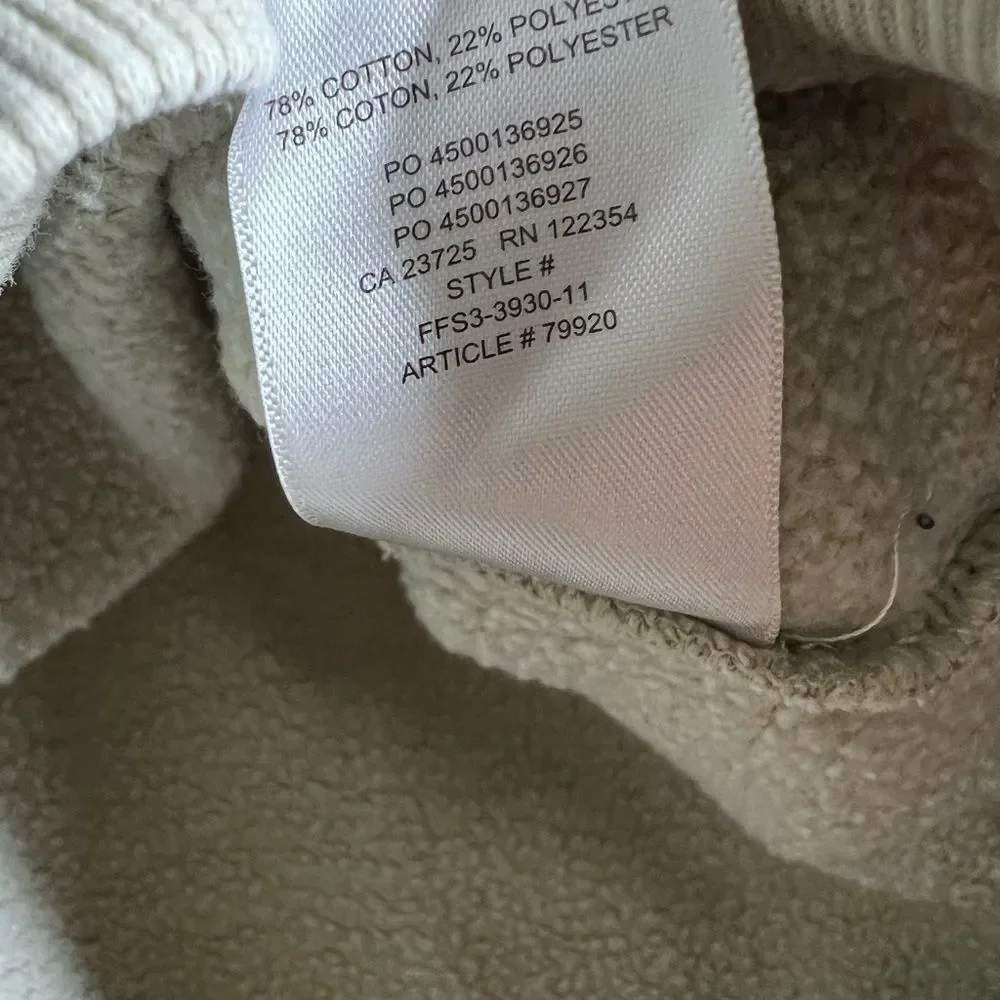 78% COTTON, 22%
78% COTON, 22% POLYESTER
PO 4500136925
PO 4500136926
PO 4500136927
CA 23725 RN 122354
STYLE #
FFS3-3930-11
ARTICLE # 79920